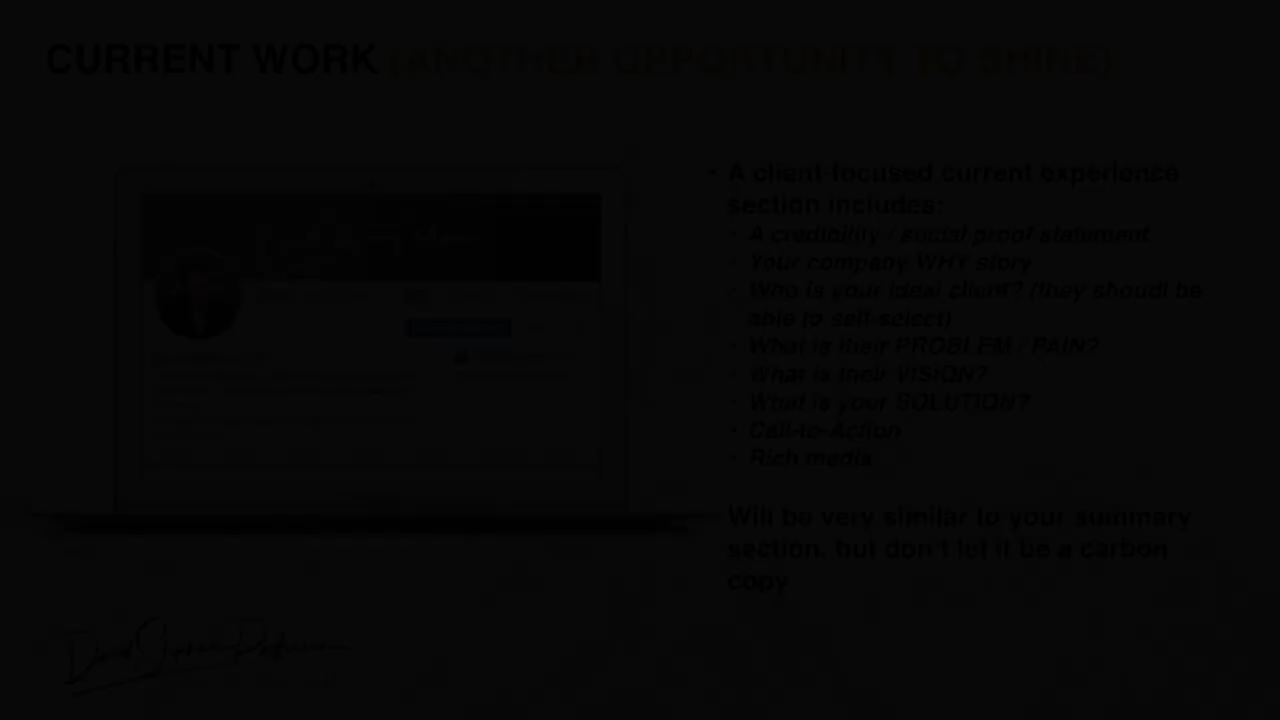 CURRENT WORK (ANOTHER OPPORTUNITY TO SHINE)
• A client-focused current experience
section includes:
• A credibility / social proof statement
• Your company WHY story
• Who is your ideal client? (they shoudl be
able to self-select)
• What is their PROBLEM / PAIN?
• What is their VISION?
• What is your SOLUTION?
• Call-to-Action
• Rich media
Will be very similar to your summary
section, but don't let it be a carbon
copy